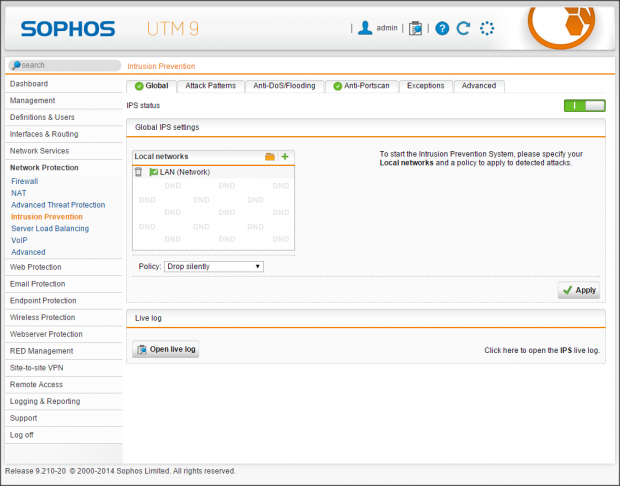 SOPHOS UTM 9 | admin | | ?
search
Intrusion Prevention
Dashboard
Management
Definitions & Users
Interfaces & Routing
Network Services
Network Protection
Firewall
NAT
Advanced Threat Protection
Intrusion Prevention
Server Load Balancing
VoIP
Advanced
Web Protection
Email Protection
Endpoint Protection
Wireless Protection
Webserver Protection
RED Management
Site-to-site VPN
Remote Access
Logging & Reporting
Support
Log off
Global Attack Patterns Anti-DoS/Flooding Anti-Portscan Exceptions Advanced
IPS status
Global IPS settings
Local networks
LAN (Network)
DND DND DND
DND DND DND
DND DND DND
DND DND DND
DND DND DND
Policy: Drop silently
To start the Intrusion Prevention System, please specify your
Local networks and a policy to apply to detected attacks.
Apply
Live log
Open live log
Click here to open the IPS live log.
Release 9.210-20 © 2000-2014 Sophos Limited. All rights reserved.